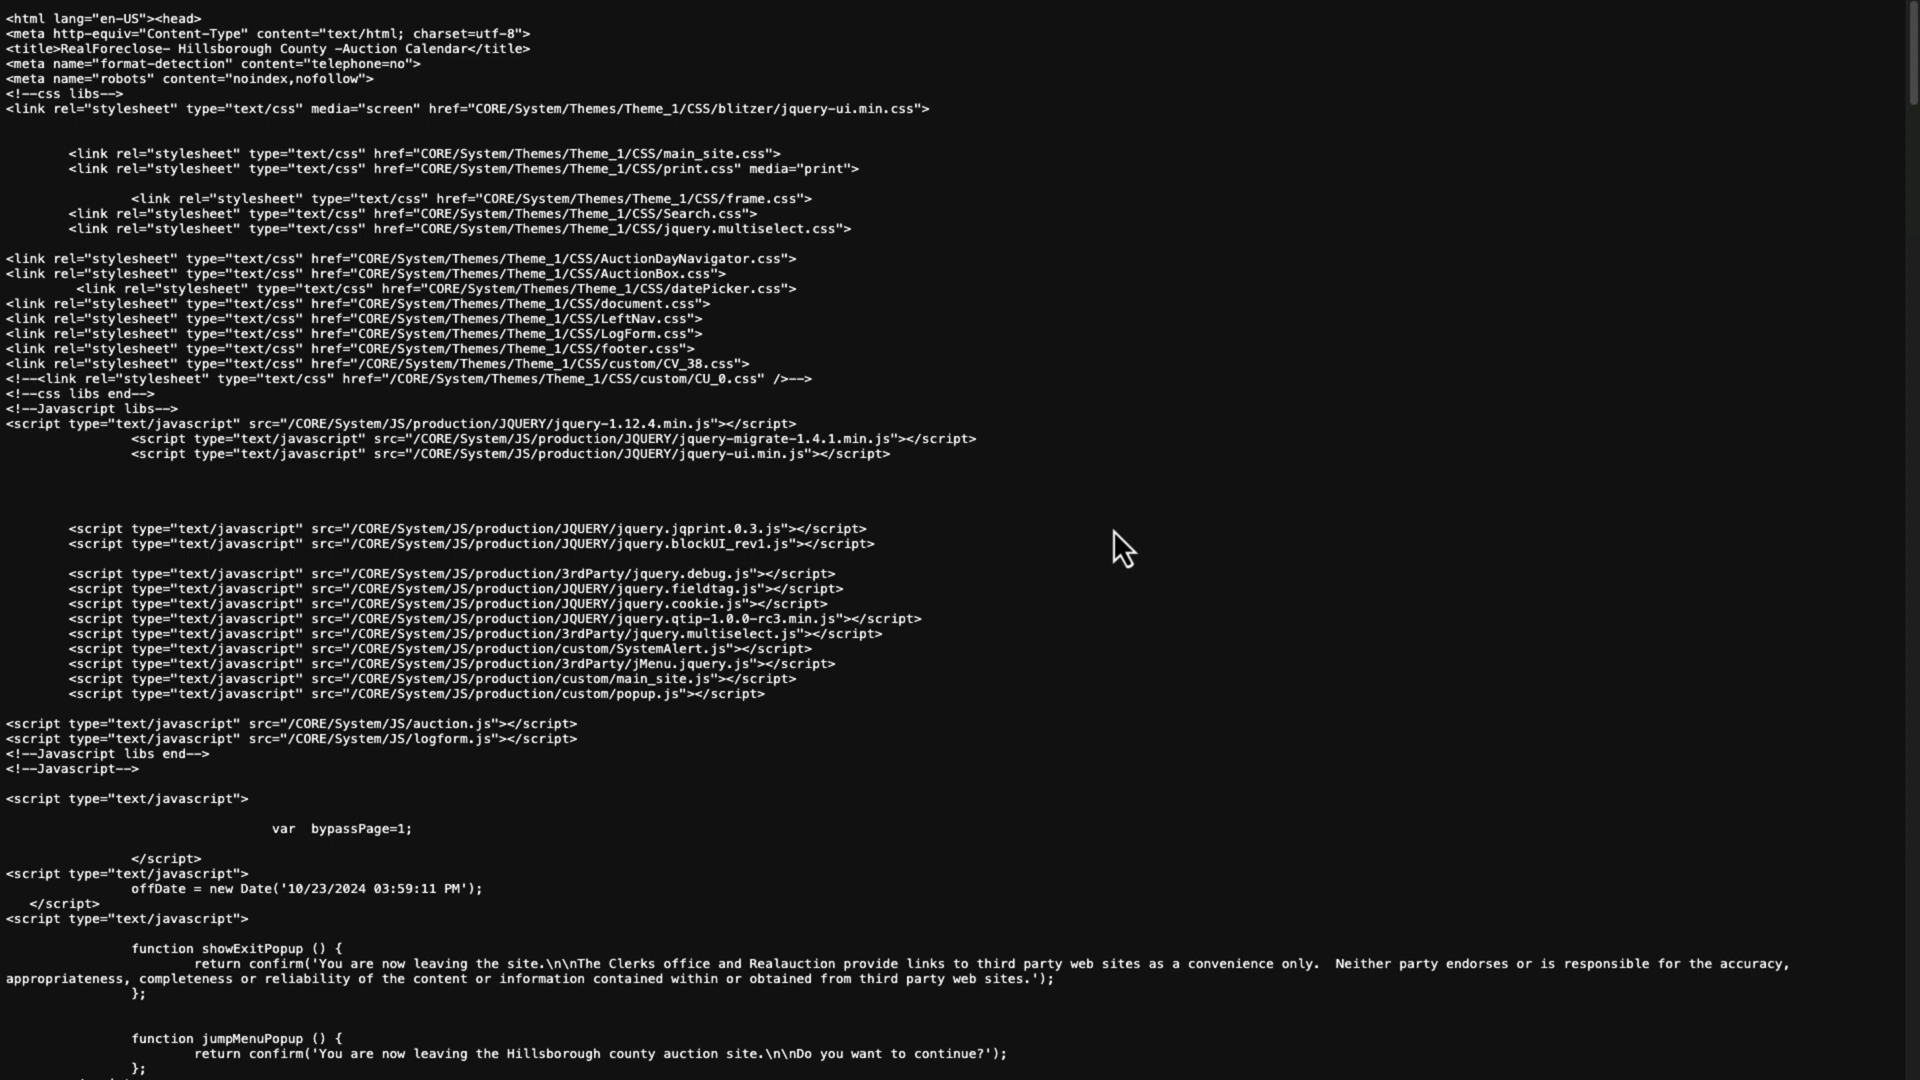 <html lang="en-US"><head>
<meta http-equiv="Content-Type" content="text/html; charset=utf-8">
<title>RealForeclose- Hillsborough County -Auction Calendar</title>
<meta name="format-detection" content="telephone=no">
<meta name="robots" content="noindex,nofollow">
<!--css libs-->
<link rel="stylesheet" type="text/css" media="screen" href="CORE/System/Themes/Theme_1/CSS/blitzer/jquery-ui.min.css">
<link rel="stylesheet" type="text/css" href="CORE/System/Themes/Theme_1/CSS/main_site.css">
<link rel="stylesheet" type="text/css" href="CORE/System/Themes/Theme_1/CSS/print.css" media="print">
<link rel="stylesheet" type="text/css" href="CORE/System/Themes/Theme_1/CSS/frame.css">
<link rel="stylesheet" type="text/css" href="CORE/System/Themes/Theme_1/CSS/Search.css">
<link rel="stylesheet" type="text/css" href="CORE/System/Themes/Theme_1/CSS/jquery.multiselect.css">
<link rel="stylesheet" type="text/css" href="CORE/System/Themes/Theme_1/CSS/AuctionDayNavigator.css">
<link rel="stylesheet" type="text/css" href="CORE/System/Themes/Theme_1/CSS/AuctionBox.css">
<link rel="stylesheet" type="text/css" href="CORE/System/Themes/Theme_1/CSS/datePicker.css">
<link rel="stylesheet" type="text/css" href="CORE/System/Themes/Theme_1/CSS/document.css">
<link rel="stylesheet" type="text/css" href="CORE/System/Themes/Theme_1/CSS/LeftNav.css">
<link rel="stylesheet" type="text/css" href="CORE/System/Themes/Theme_1/CSS/LogForm.css">
<link rel="stylesheet" type="text/css" href="CORE/System/Themes/Theme_1/CSS/footer.css">
<link rel="stylesheet" type="text/css" href="/CORE/System/Themes/Theme_1/CSS/custom/CV_38.css">
<!--<link rel="stylesheet" type="text/css" href="/CORE/System/Themes/Theme_1/CSS/custom/CU_0.css" />-->
<!--css libs end-->
<!--Javascript libs-->
<script type="text/javascript" src="/CORE/System/JS/production/JQUERY/jquery-1.12.4.min.js"></script>
<script type="text/javascript" src="/CORE/System/JS/production/JQUERY/jquery-migrate-1.4.1.min.js"></script>
<script type="text/javascript" src="/CORE/System/JS/production/JQUERY/jquery-ui.min.js"></script>
<script type="text/javascript" src="/CORE/System/JS/production/JQUERY/jquery.jqprint.0.3.js"></script>
<script type="text/javascript" src="/CORE/System/JS/production/JQUERY/jquery.blockUI_rev1.js"></script>
<script type="text/javascript" src="/CORE/System/JS/production/3rdParty/jquery.debug.js"></script>
<script type="text/javascript" src="/CORE/System/JS/production/JQUERY/jquery.fieldtag.js"></script>
<script type="text/javascript" src="/CORE/System/JS/production/JQUERY/jquery.cookie.js"></script>
<script type="text/javascript" src="/CORE/System/JS/production/JQUERY/jquery.qtip-1.0.0-rc3.min.js"></script>
<script type="text/javascript" src="/CORE/System/JS/production/3rdParty/jquery.multiselect.js"></script>
<script type="text/javascript" src="/CORE/System/JS/production/custom/SystemAlert.js"></script>
<script type="text/javascript" src="/CORE/System/JS/production/3rdParty/jMenu.jquery.js"></script>
<script type="text/javascript" src="/CORE/System/JS/production/custom/main_site.js"></script>
<script type="text/javascript" src="/CORE/System/JS/production/custom/popup.js"></script>
<script type="text/javascript" src="/CORE/System/JS/auction.js"></script>
<script type="text/javascript" src="/CORE/System/JS/logform.js"></script>
<!--Javascript libs end-->
<!--Javascript-->
<script type="text/javascript">
var  bypassPage=1;
</script>
<script type="text/javascript">
offDate = new Date('10/23/2024 03:59:11 PM');
</script>
<script type="text/javascript">
function showExitPopup () {
return confirm('You are now leaving the site.\n\nThe Clerks office and Realauction provide links to third party web sites as a convenience only.  Neither party endorses or is responsible for the accuracy,
appropriateness, completeness or reliability of the content or information contained within or obtained from third party web sites.');
};
function jumpMenuPopup () {
return confirm('You are now leaving the Hillsborough county auction site.\n\nDo you want to continue?');
};